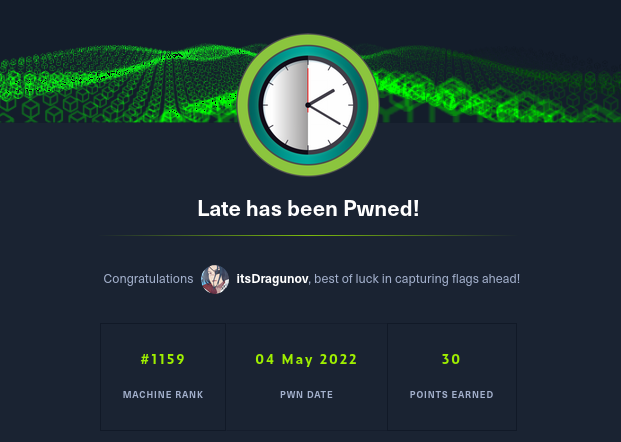 Late has been Pwned!
Congratulations itsDragunov, best of luck in capturing flags ahead!
#1159 04 May 2022 30
MACHINE RANK PWN DATE POINTS EARNED